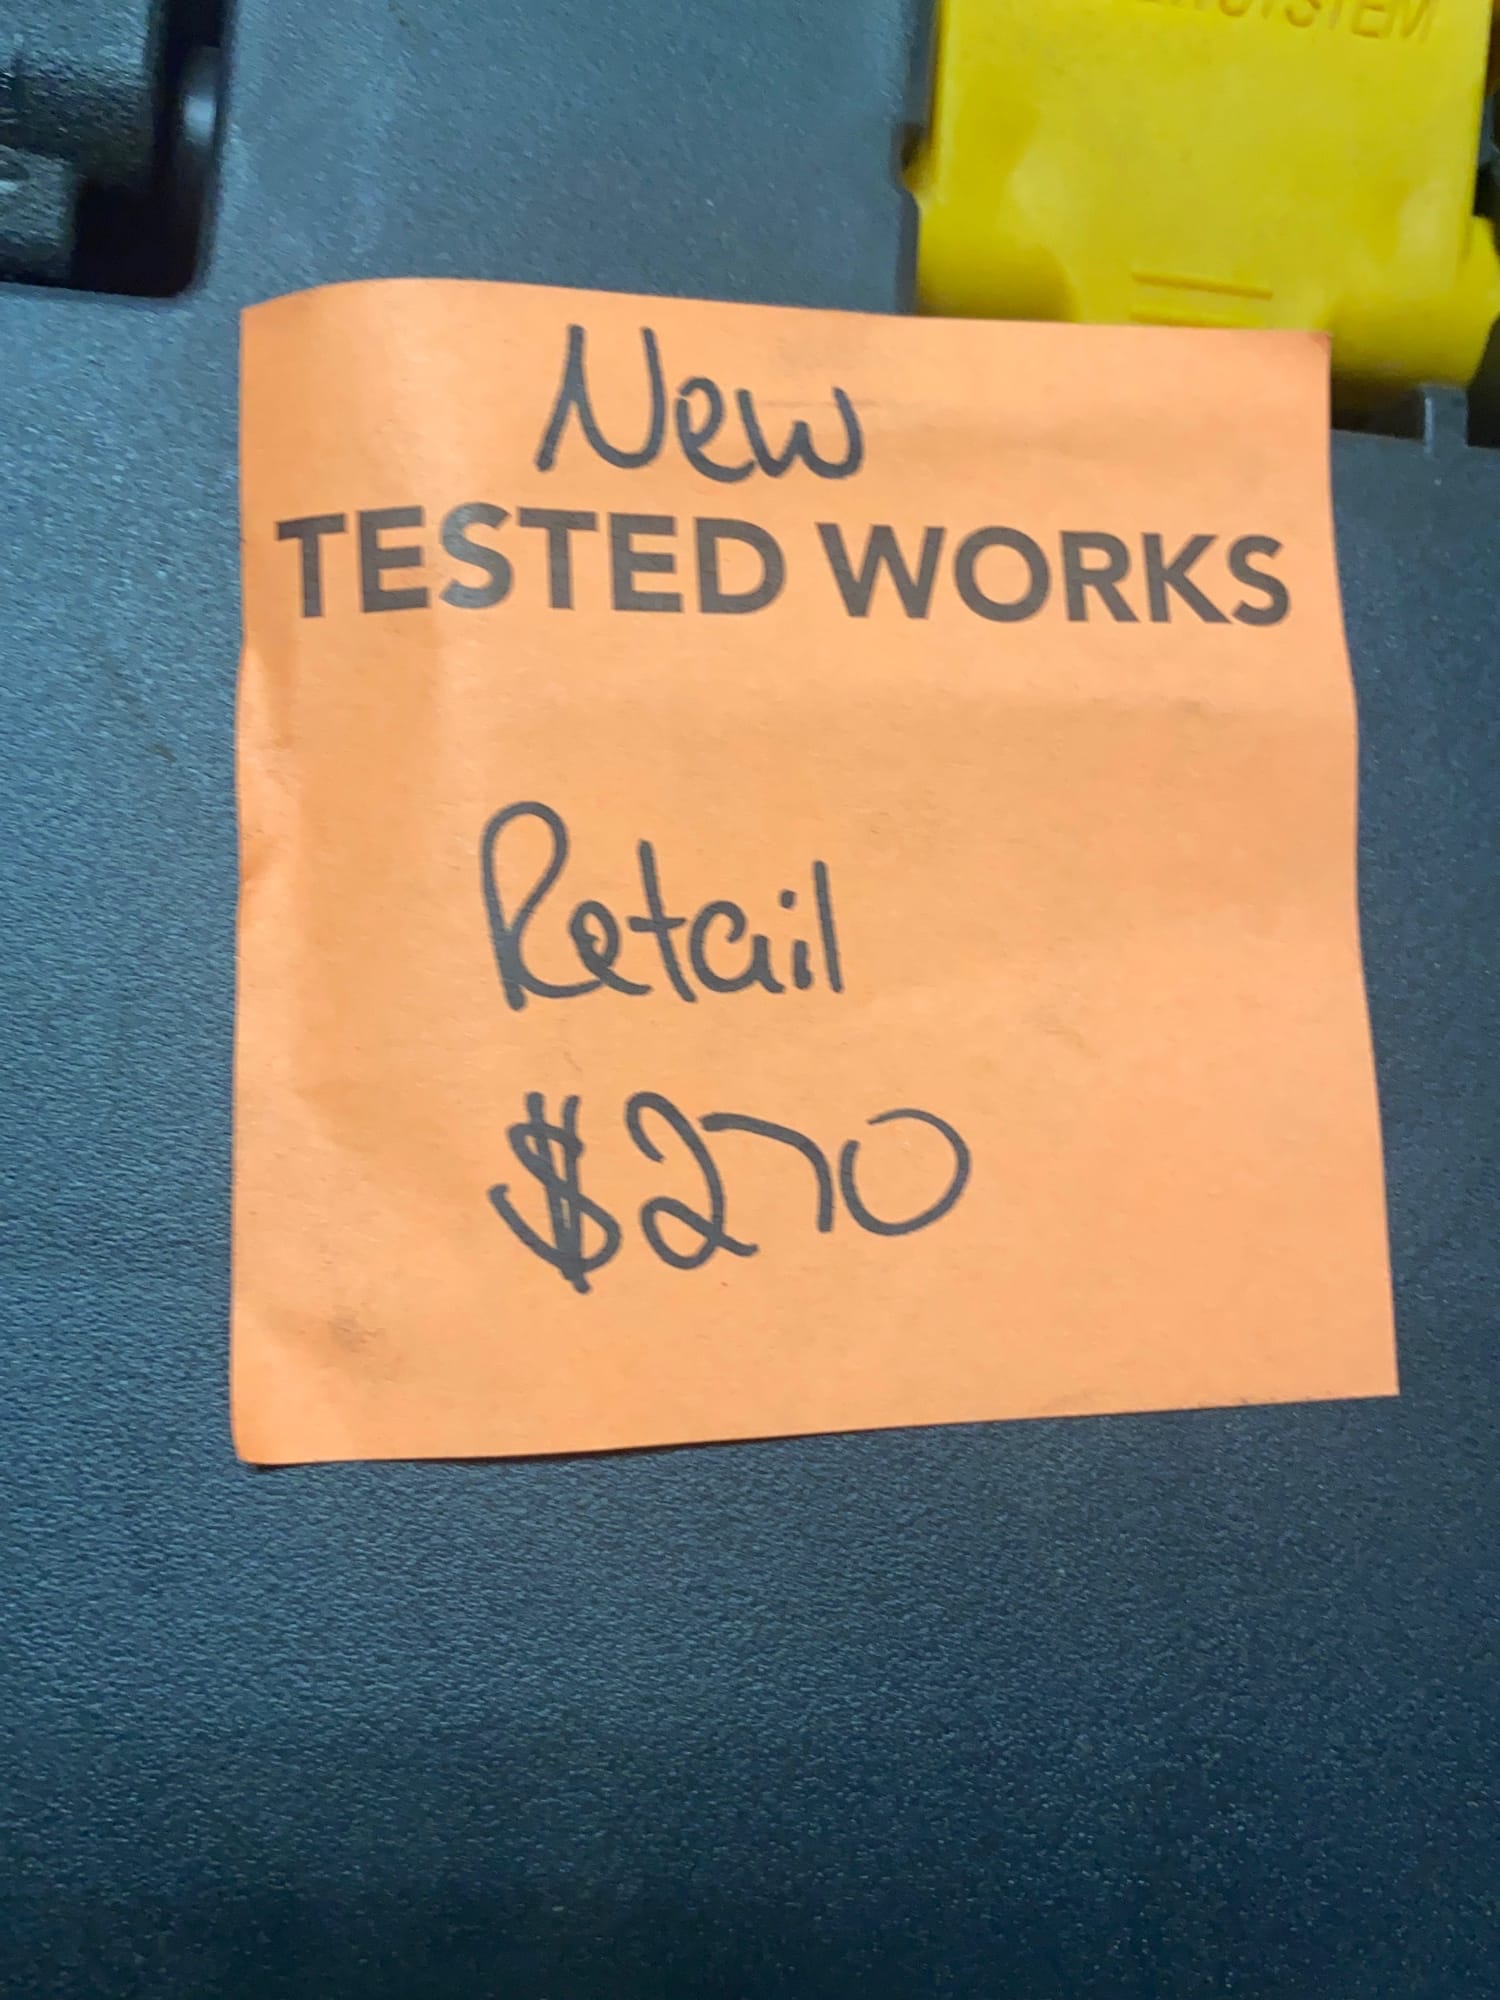 New
TESTED WORKS
Retail
$270